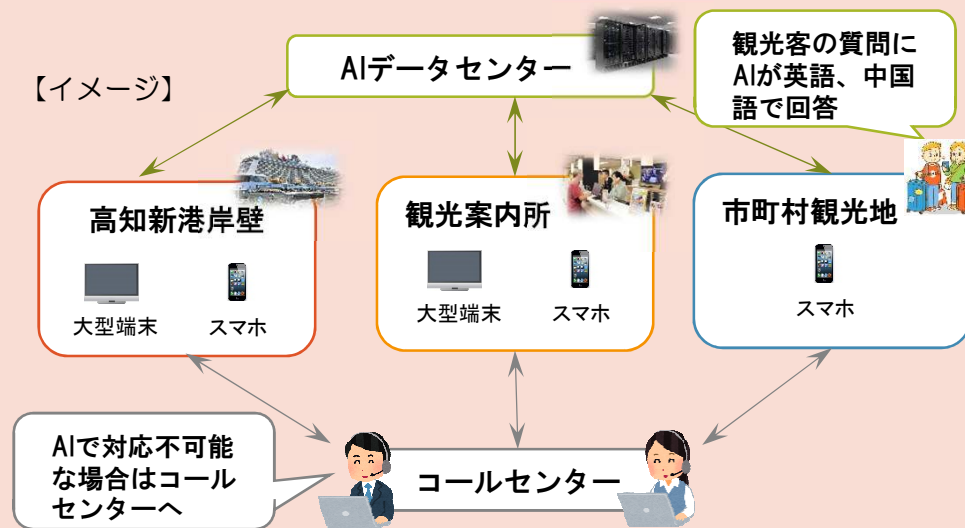 【イメージ】
AIデータセンター
観光客の質問に
AIが英語、中国
語で回答
高知新港岸壁
大型端末
スマホ
観光案内所
大型端末
スマホ
市町村観光地
スマホ
AIで対応不可能
な場合はコール
センターへ
コールセンター